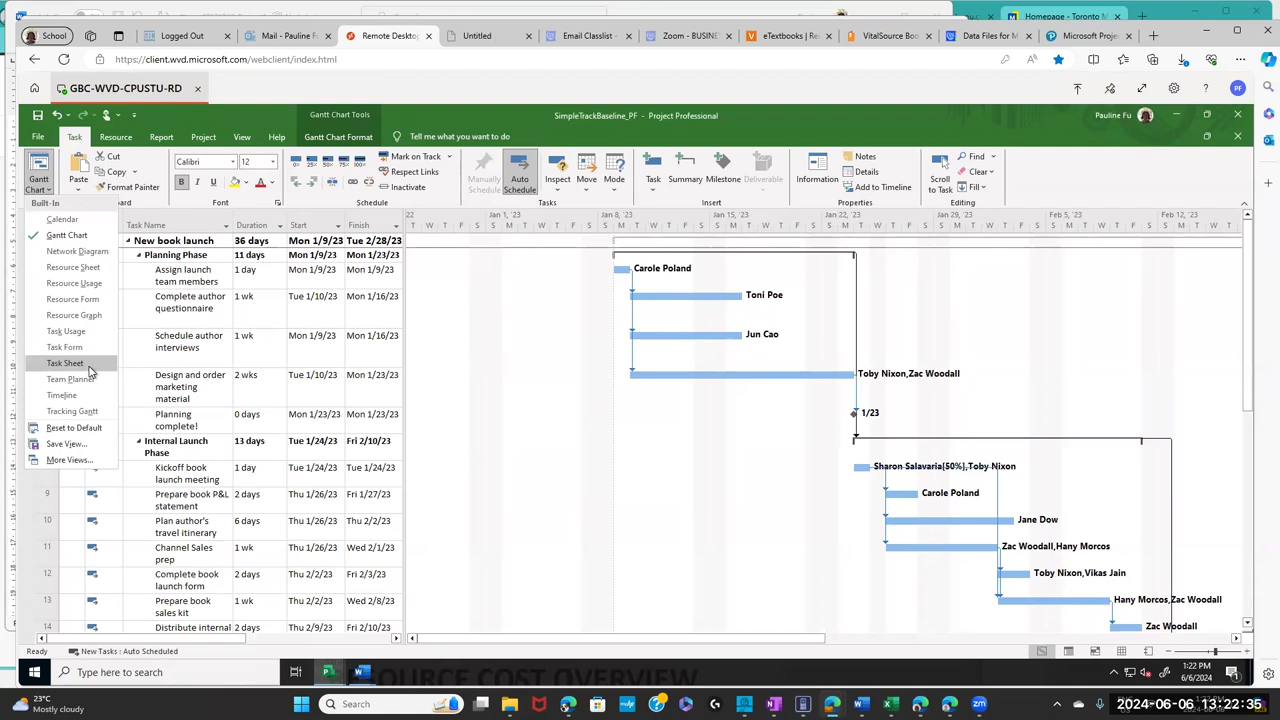 School
Logged Out
Mail - Pauline Fu
Remote Desktop
Untitled
Email Classlist -
Zoom - BUSINE
eTextbooks | Re
VitalSource Boo
Data Files for M
Microsoft Proje
Homepage - Toronto
https://client.wvd.microsoft.com/webclient/index.html
GBC-WVD-CPUSTU-RD
PF
Gantt Chart Tools
SimpleTrackBaseline_PF - Project Professional
Pauline Fu
File Task Resource Report Project View Help Gantt Chart Format Tell me what you want to do
Gantt Chart
Paste
Cut
Copy
Format Painter
Calibri 12
B I U
Mark on Track
Respect Links
Inactivate
Manually Schedule
Auto Schedule
Inspect Move Mode
Task Summary Milestone Deliverable
Information
Notes
Details
Add to Timeline
Scroll to Task
Find
Clear
Fill
Font Schedule Tasks Insert Properties Editing
Built-In
Calendar
Gantt Chart
Network Diagram
Resource Sheet
Resource Usage
Resource Form
Resource Graph
Task Usage
Task Form
Task Sheet
Team Planner
Timeline
Tracking Gantt
Reset to Default
Save View...
More Views...
Task Name Duration Start Finish
22 Jan 1, '23 Jan 8, '23 Jan 15, '23 Jan 22, '23 Jan 29, '23 Feb 5, '23 Feb 12, '23
New book launch 36 days Mon 1/9/23 Tue 2/28/23
Planning Phase 11 days Mon 1/9/23 Mon 1/23/23
Assign launch team members 1 day Mon 1/9/23 Mon 1/9/23 Carole Poland
Complete author questionnaire 1 wk Tue 1/10/23 Mon 1/16/23 Toni Poe
Schedule author interviews 1 wk Mon 1/9/23 Mon 1/16/23 Jun Cao
Design and order marketing material 2 wks Tue 1/10/23 Mon 1/23/23 Toby Nixon,Zac Woodall
Planning complete! 0 days Mon 1/23/23 Mon 1/23/23 1/23
Internal Launch Phase 13 days Tue 1/24/23 Fri 2/10/23
Kickoff book launch meeting 1 day Tue 1/24/23 Tue 1/24/23 Sharon Salavaria[50%],Toby Nixon
9 Prepare book P&L statement 2 days Thu 1/26/23 Fri 1/27/23 Carole Poland
10 Plan author's travel itinerary 6 days Thu 1/26/23 Thu 2/2/23 Jane Dow
11 Channel Sales prep 1 wk Thu 1/26/23 Wed 2/1/23 Zac Woodall,Hany Morcos
12 Complete book launch form 2 days Thu 2/2/23 Fri 2/3/23 Toby Nixon,Vikas Jain
13 Prepare book sales kit 1 wk Thu 2/2/23 Wed 2/8/23 Hany Morcos,Zac Woodall
14 Distribute internal 2 days Thu 2/9/23 Fri 2/10/23 Zac Woodall
Ready New Tasks : Auto Scheduled
Type here to search
RESOURCE COST OVERVIEW
1:22 PM
6/6/2024
23°C
Mostly cloudy
Search
2024-06-06 13:22:35